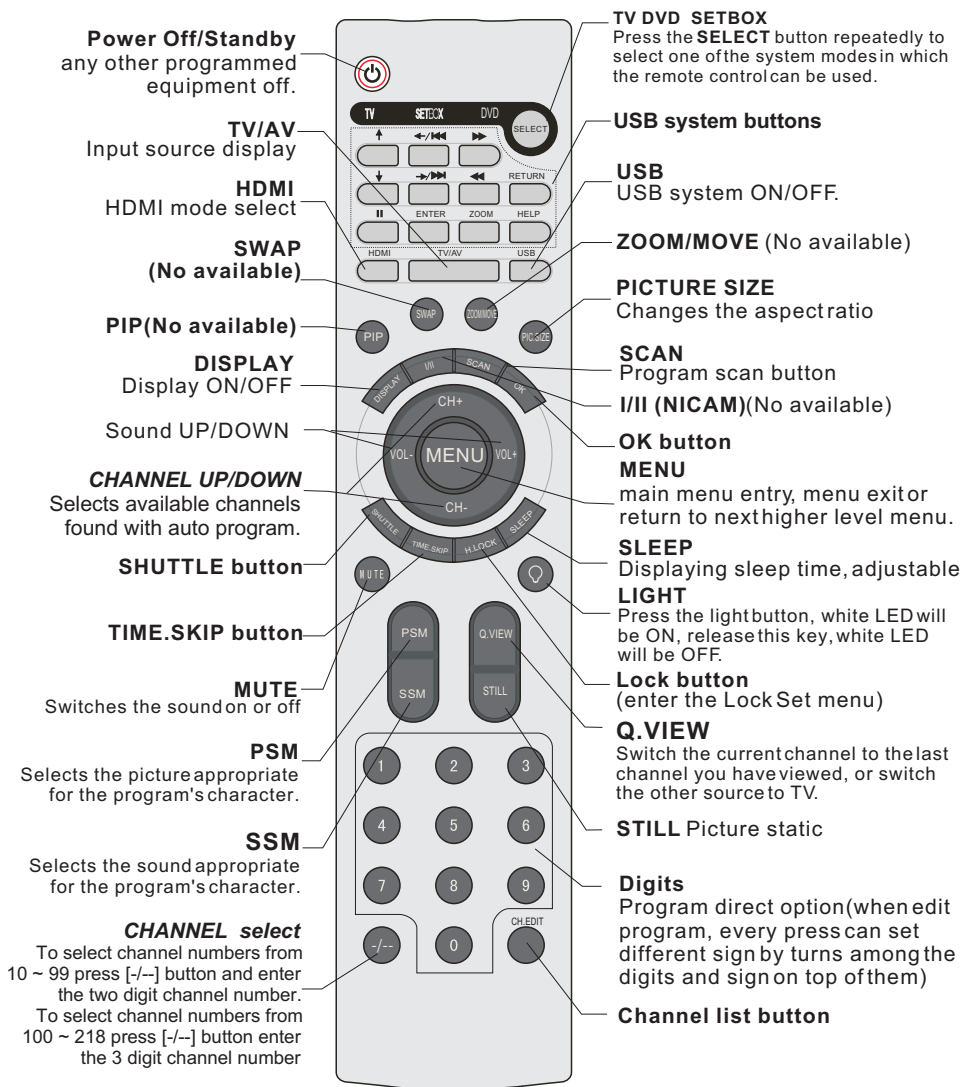 Power Off/Standby
any other programmed
equipment off.
TV/AV
Input source display
HDMI
HDMI mode select
SWAP
(No available)
PIP(No available)
DISPLAY
Display ON/OFF
Sound UP/DOWN
CHANNEL UP/DOWN
Selects available channels
found with auto program.
SHUTTLE button
TIME.SKIP button
MUTE
Switches the sound on or off
PSM
Selects the picture appropriate
for the program's character.
SSM
Selects the sound appropriate
for the program's character.
CHANNEL select
To select channel numbers from
10 ~ 99 press [-/--] button and enter
the two digit channel number.
To select channel numbers from
100 ~ 218 press [-/--] button enter
the 3 digit channel number
TV SETBOX DVD
SELECT
RETURN
ENTER ZOOM HELP
HDMI TV/AV USB
SWAP ZOOM/MOVE
PIP PIC.SIZE
DISPLAY I/II SCAN OK
CH+
VOL- MENU VOL+
CH-
SHUTTLE TIME.SKIP H.LOCK SLEEP
MUTE
PSM Q.VIEW
SSM STILL
1 2 3
4 5 6
7 8 9
CH.EDIT
-/-- 0
TV DVD SETBOX
Press the SELECT button repeatedly to
select one of the system modes in which
the remote control can be used.
USB system buttons
USB
USB system ON/OFF.
ZOOM/MOVE (No available)
PICTURE SIZE
Changes the aspect ratio
SCAN
Program scan button
I/II (NICAM)(No available)
OK button
MENU
main menu entry, menu exit or
return to next higher level menu.
SLEEP
Displaying sleep time, adjustable
LIGHT
Press the light button, white LED will
be ON, release this key, white LED
will be OFF.
Lock button
(enter the Lock Set menu)
Q.VIEW
Switch the current channel to the last
channel you have viewed, or switch
the other source to TV.
STILL Picture static
Digits
Program direct option(when edit
program, every press can set
different sign by turns among the
digits and sign on top of them)
Channel list button